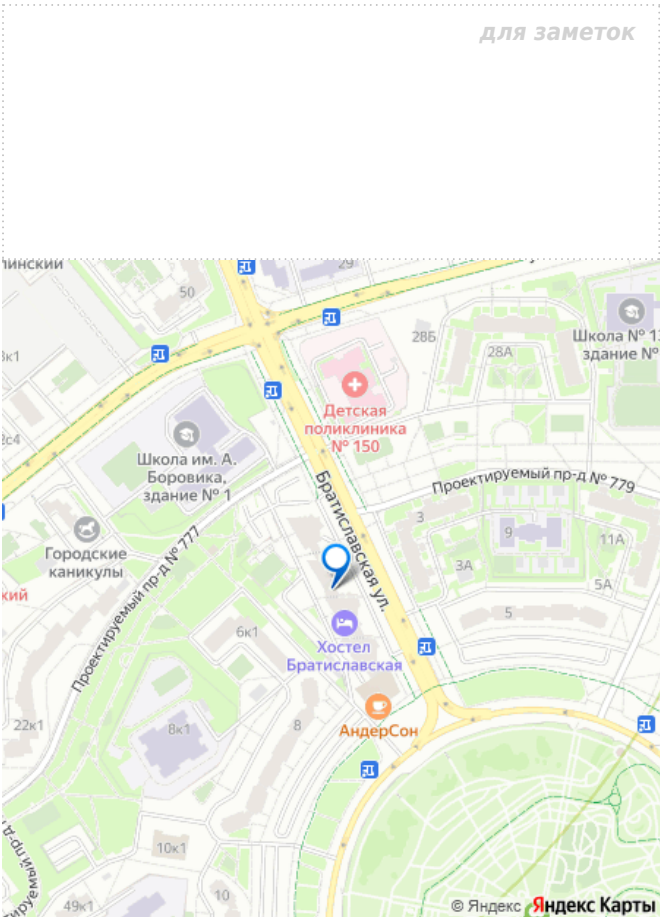 для заметок
50
29
28Б
28А
Школа № 1
здание №
Детская
поликлиника
№ 150
Школа им. А.
Боровика,
здание № 1
Проектируемый пр-д № 779
Братиславская ул.
3
9
11А
Городские
каникулы
Проектируемый пр-д № 777
3А
5А
5
6к1
Хостел
Братиславская
8
АндерСон
22к1
8к1
10к1
49к1
10
© Яндекс Яндекс Карты